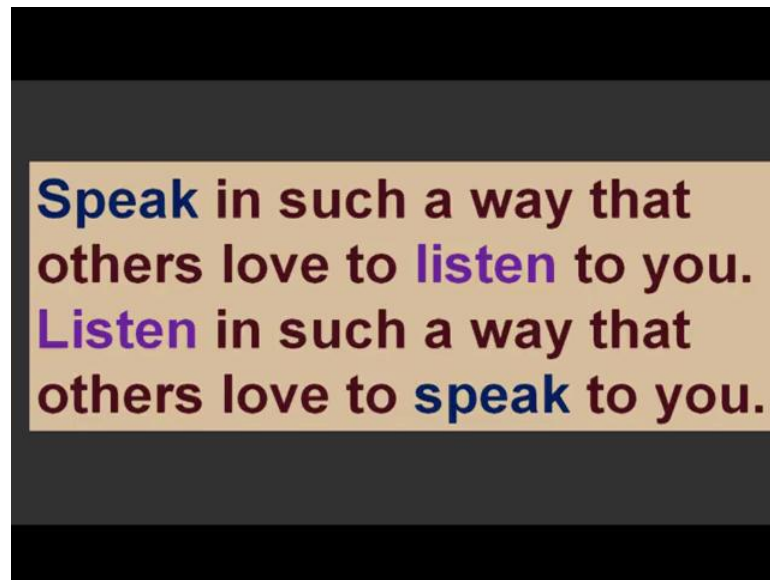 Speak in such a way that
others love to listen to you.
Listen in such a way that
others love to speak to you.